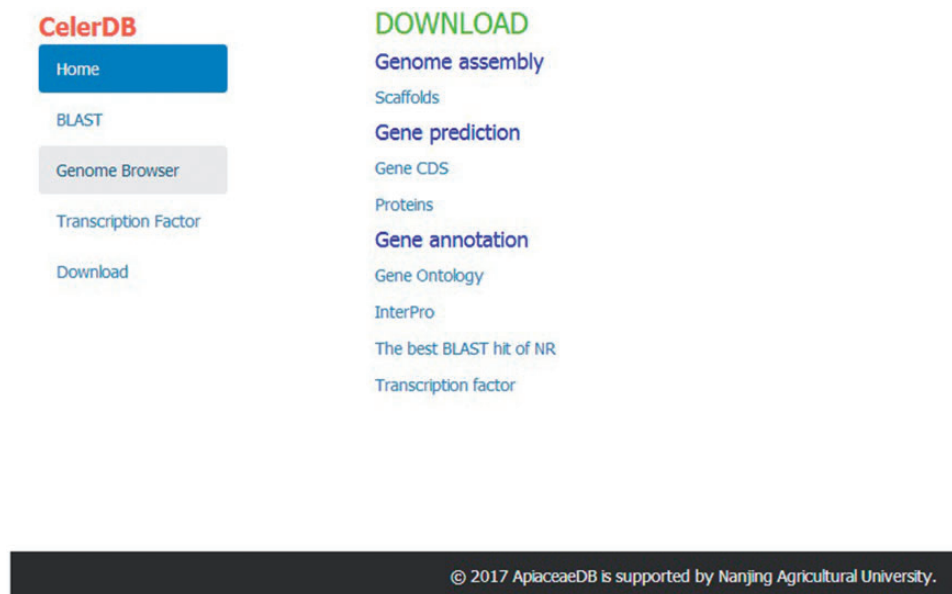 CelerDB
Home
BLAST
Genome Browser
Transcription Factor
Download
DOWNLOAD
Genome assembly
Scaffolds
Gene prediction
Gene CDS
Proteins
Gene annotation
Gene Ontology
InterPro
The best BLAST hit of NR
Transcription factor
© 2017 ApiaceaeDB is supported by Nanjing Agricultural University.